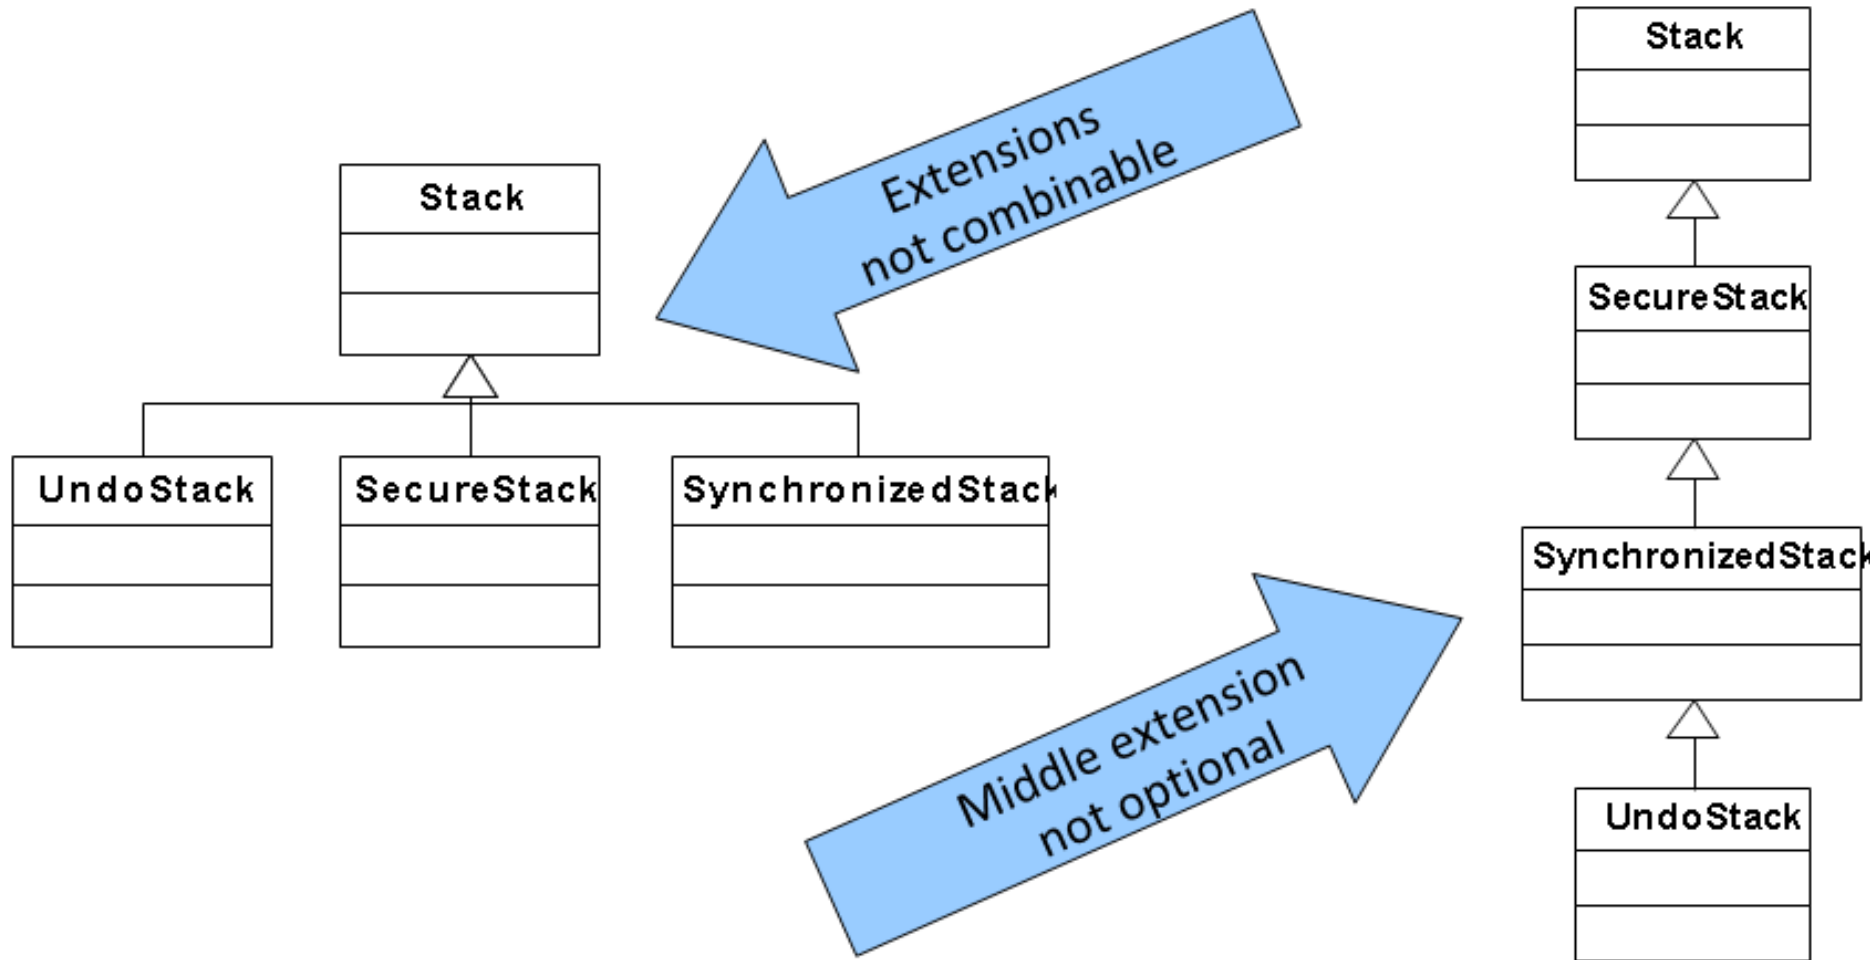 Stack
UndoStack
SecureStack
SynchronizedStack
Extensions
not combinable
Middle extension
not optional
Stack
SecureStack
SynchronizedStack
UndoStack